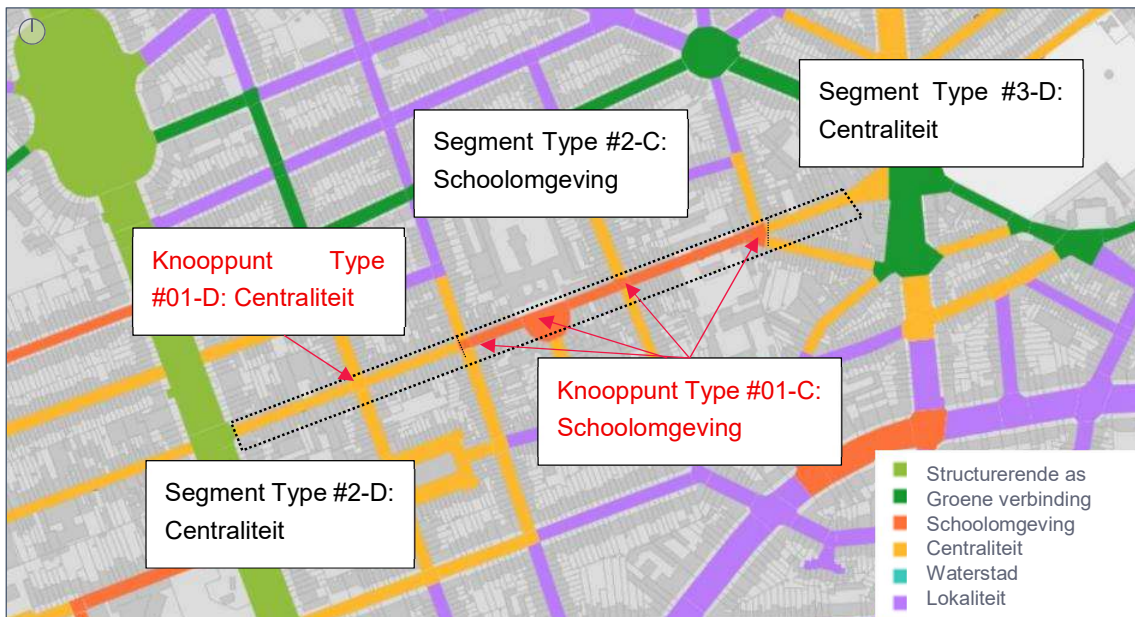 Segment Type #3-D:
Centraliteit
Segment Type #2-C:
Schoolomgeving
Knooppunt Type
#01-D: Centraliteit
Knooppunt Type #01-C:
Schoolomgeving
Segment Type #2-D:
Centraliteit
Structurerende as
Groene verbinding
Schoolomgeving
Centraliteit
Waterstad
Lokaliteit